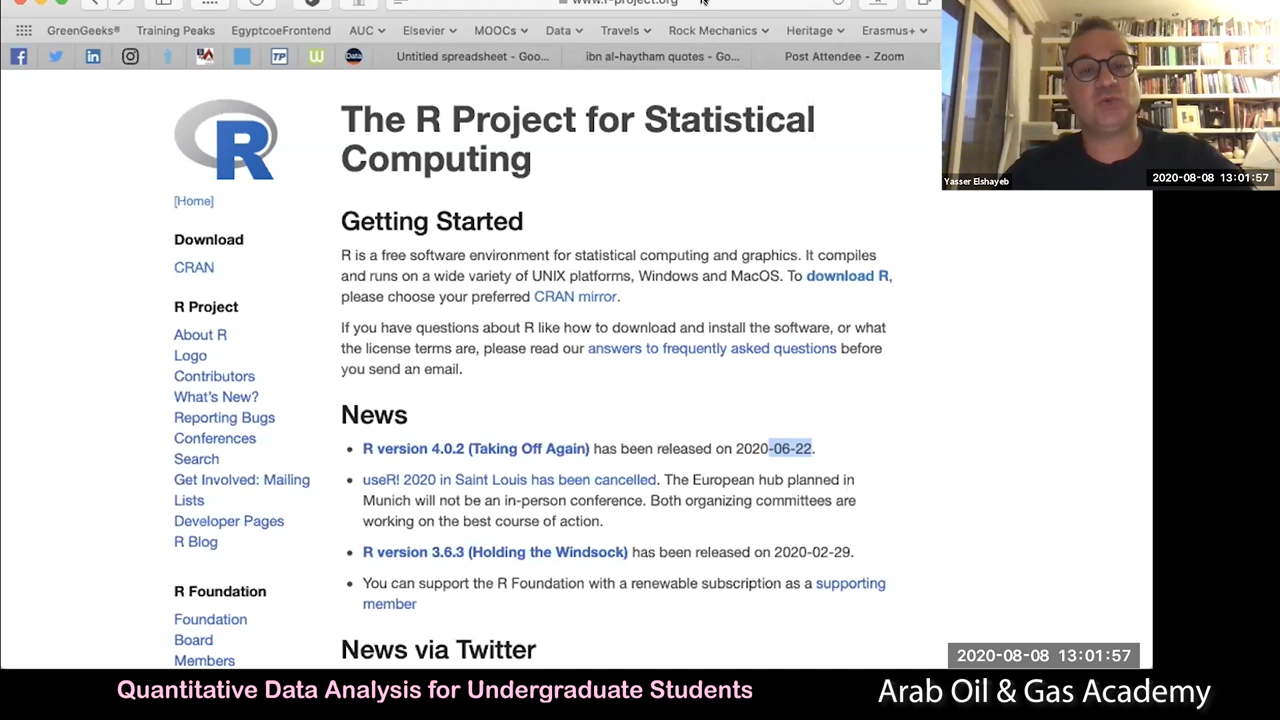 www.r-project.org
GreenGeeks® Training Peaks EgyptcoeFrontend AUC Elsevier MOOCs Data Travels Rock Mechanics Heritage Erasmus+
TP W Data Untitled spreadsheet - Goo... ibn al-haytham quotes - Go... Post Attendee - Zoom
Yasser Elshayeb
2020-08-08 13:01:57
R
The R Project for Statistical
Computing
[Home]
Download
CRAN
R Project
About R
Logo
Contributors
What's New?
Reporting Bugs
Conferences
Search
Get Involved: Mailing
Lists
Developer Pages
R Blog
R Foundation
Foundation
Board
Members
Getting Started
R is a free software environment for statistical computing and graphics. It compiles
and runs on a wide variety of UNIX platforms, Windows and MacOS. To download R,
please choose your preferred CRAN mirror.
If you have questions about R like how to download and install the software, or what
the license terms are, please read our answers to frequently asked questions before
you send an email.
News
• R version 4.0.2 (Taking Off Again) has been released on 2020-06-22.
• useR! 2020 in Saint Louis has been cancelled. The European hub planned in
Munich will not be an in-person conference. Both organizing committees are
working on the best course of action.
• R version 3.6.3 (Holding the Windsock) has been released on 2020-02-29.
• You can support the R Foundation with a renewable subscription as a supporting
member
News via Twitter
2020-08-08 13:01:57
Quantitative Data Analysis for Undergraduate Students
Arab Oil & Gas Academy